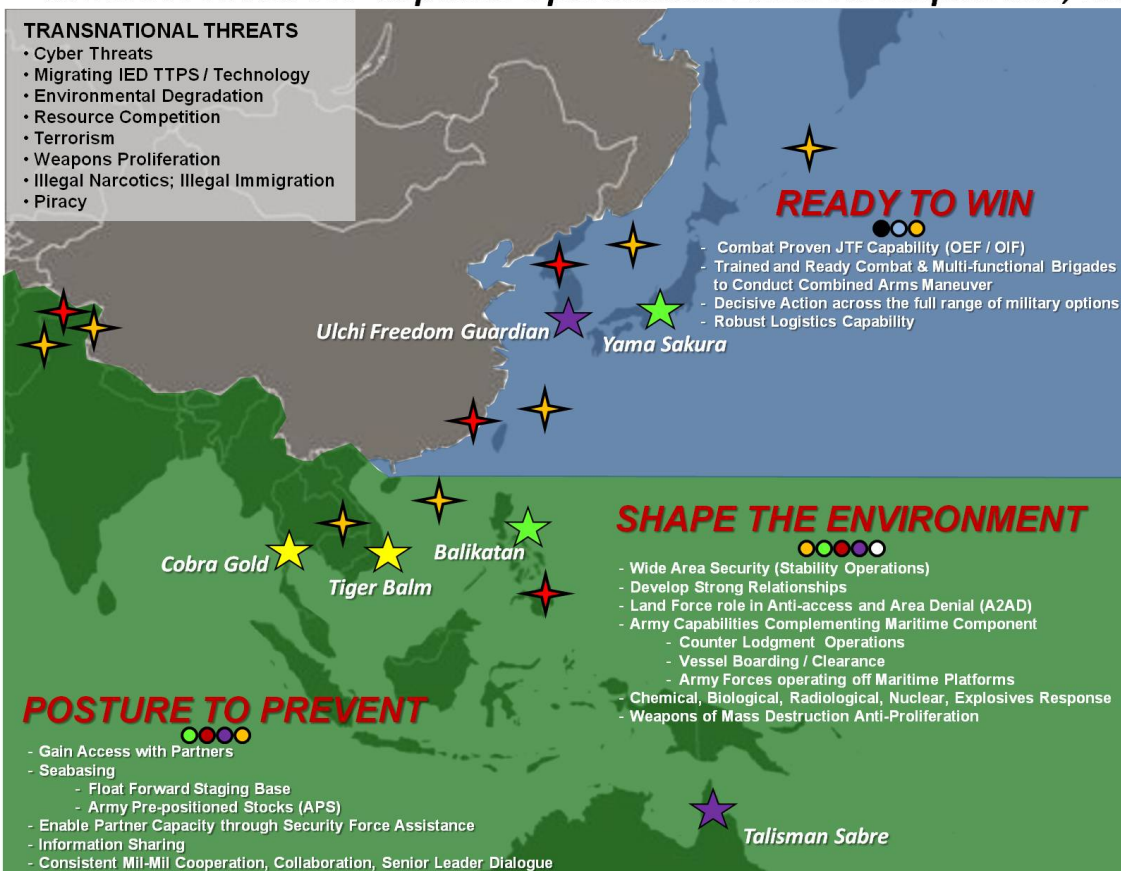 TRANSNATIONAL THREATS
• Cyber Threats
• Migrating IED TTPS / Technology
• Environmental Degradation
• Resource Competition
• Terrorism
• Weapons Proliferation
• Illegal Narcotics; Illegal Immigration
• Piracy
READY TO WIN
- Combat Proven JTF Capability (OEF / OIF)
- Trained and Ready Combat & Multi-functional Brigades
to Conduct Combined Arms Maneuver
- Decisive Action across the full range of military options
- Robust Logistics Capability
Ulchi Freedom Guardian
Yama Sakura
Cobra Gold
Tiger Balm
Balikatan
SHAPE THE ENVIRONMENT
- Wide Area Security (Stability Operations)
- Develop Strong Relationships
- Land Force role in Anti-access and Area Denial (A2AD)
- Army Capabilities Complementing Maritime Component
- Counter Lodgment Operations
- Vessel Boarding / Clearance
- Army Forces operating off Maritime Platforms
- Chemical, Biological, Radiological, Nuclear, Explosives Response
- Weapons of Mass Destruction Anti-Proliferation
POSTURE TO PREVENT
- Gain Access with Partners
- Seabasing
- Float Forward Staging Base
- Army Pre-positioned Stocks (APS)
- Enable Partner Capacity through Security Force Assistance
- Information Sharing
- Consistent Mil-Mil Cooperation, Collaboration, Senior Leader Dialogue
Talisman Sabre